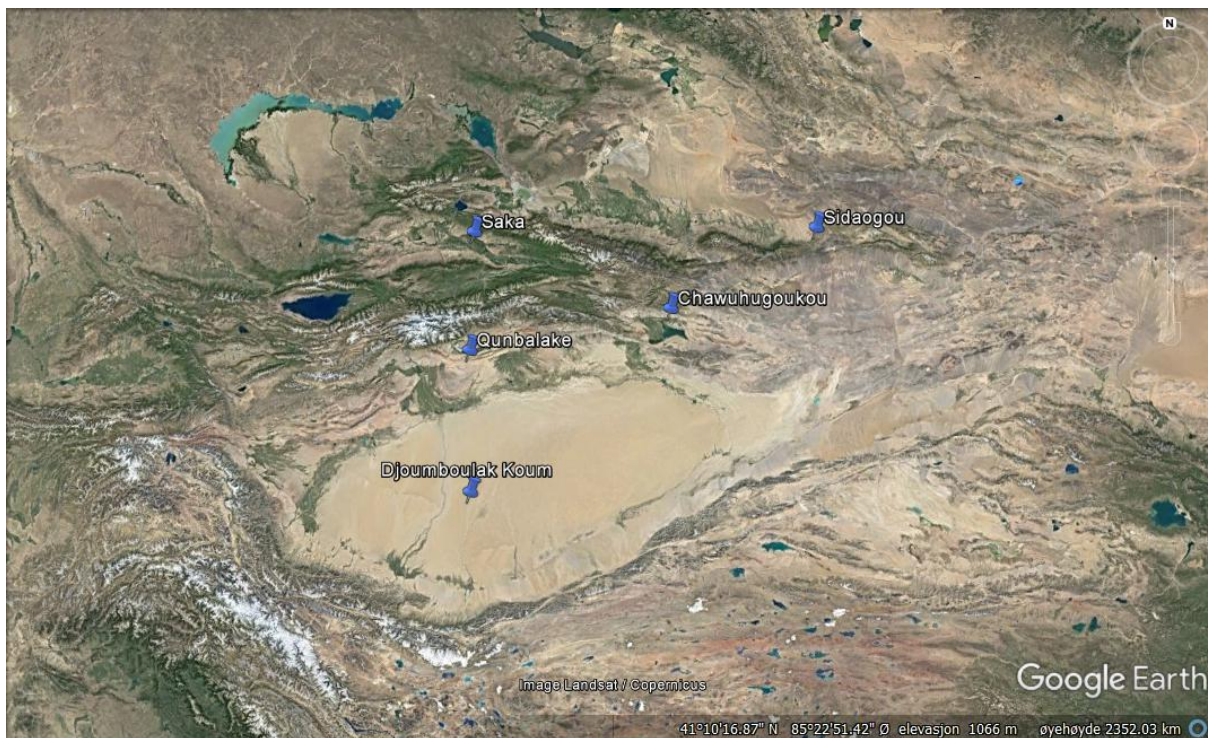 N
Saka
Sidaogou
Chawuhugoukou
Qunbalake
Djoumboulak Koum
Image Landsat / Copernicus
Google Earth
41°10'16.87" N 85°22'51.42" Ø elevasjon 1066 m øyehøyde 2352.03 km